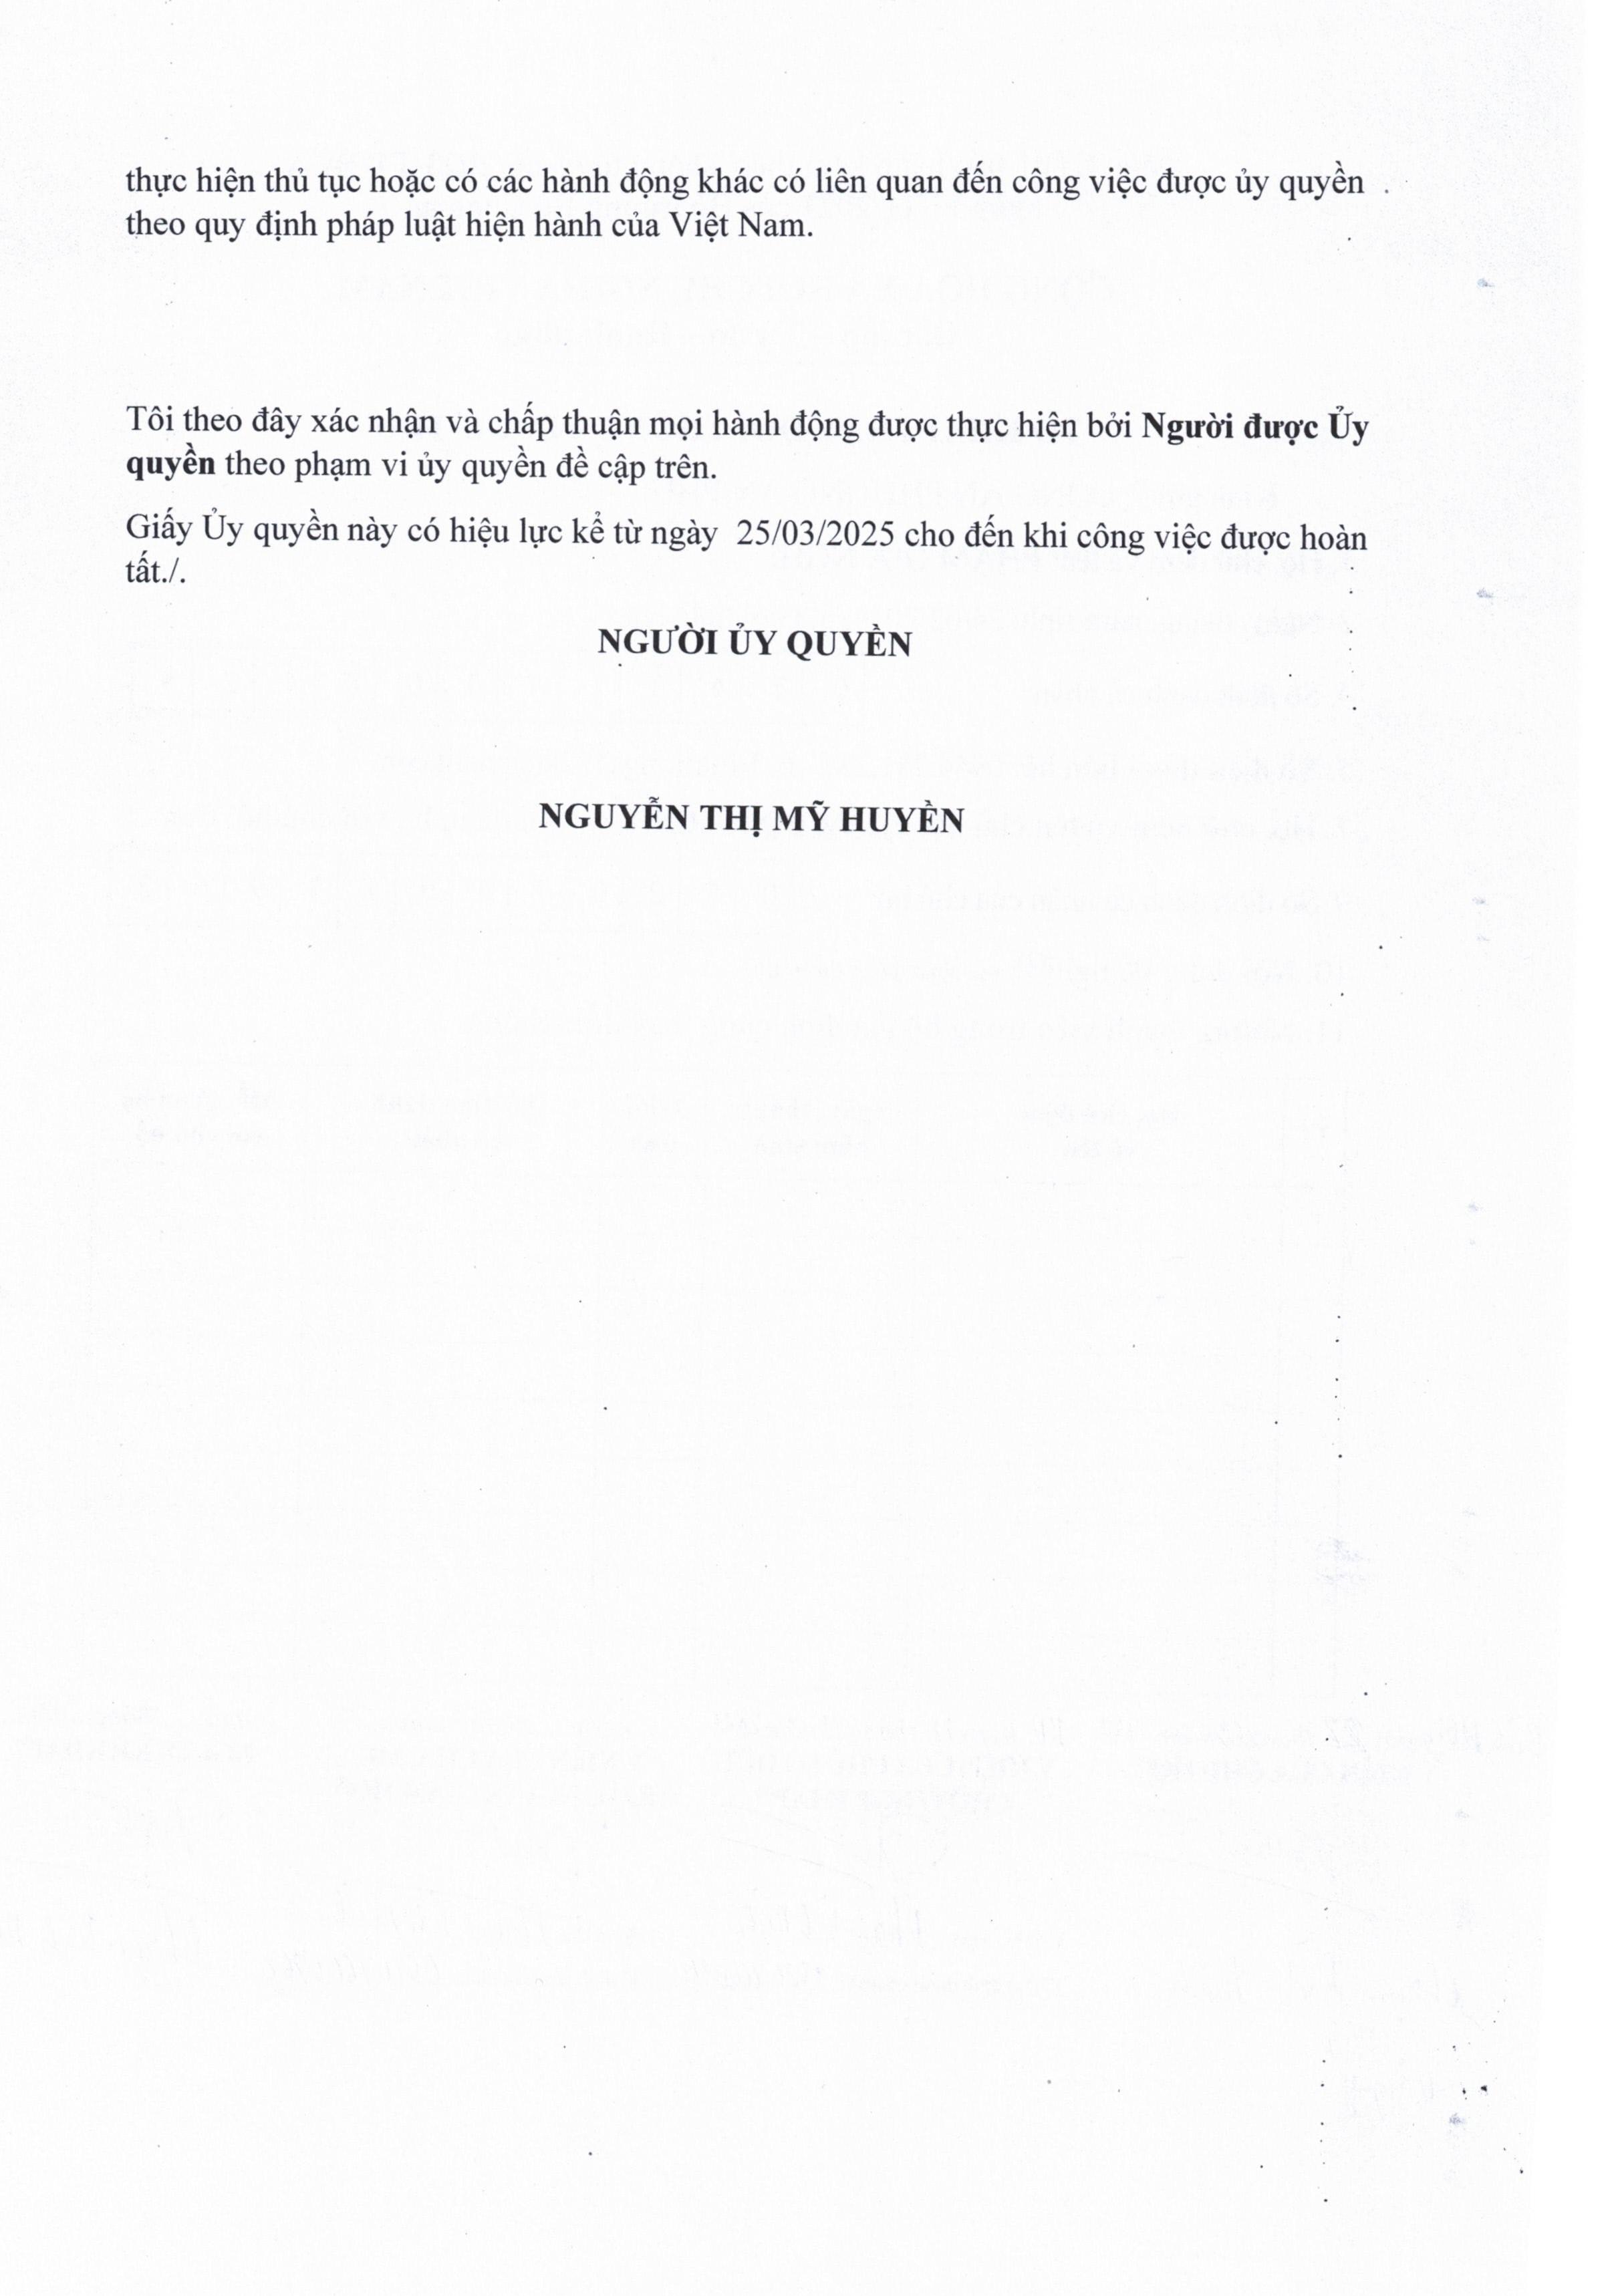 thực hiện thủ tục hoặc có các hành động khác có liên quan đến công việc được ủy quyền
theo quy định pháp luật hiện hành của Việt Nam.
Tôi theo đây xác nhận và chấp thuận mọi hành động được thực hiện bởi Người được Ủy
quyền theo phạm vi ủy quyền đề cập trên.
Giấy Ủy quyền này có hiệu lực kể từ ngày 25/03/2025 cho đến khi công việc được hoàn
tất./.
NGƯỜI ỦY QUYỀN
NGUYỄN THỊ MỸ HUYỀN